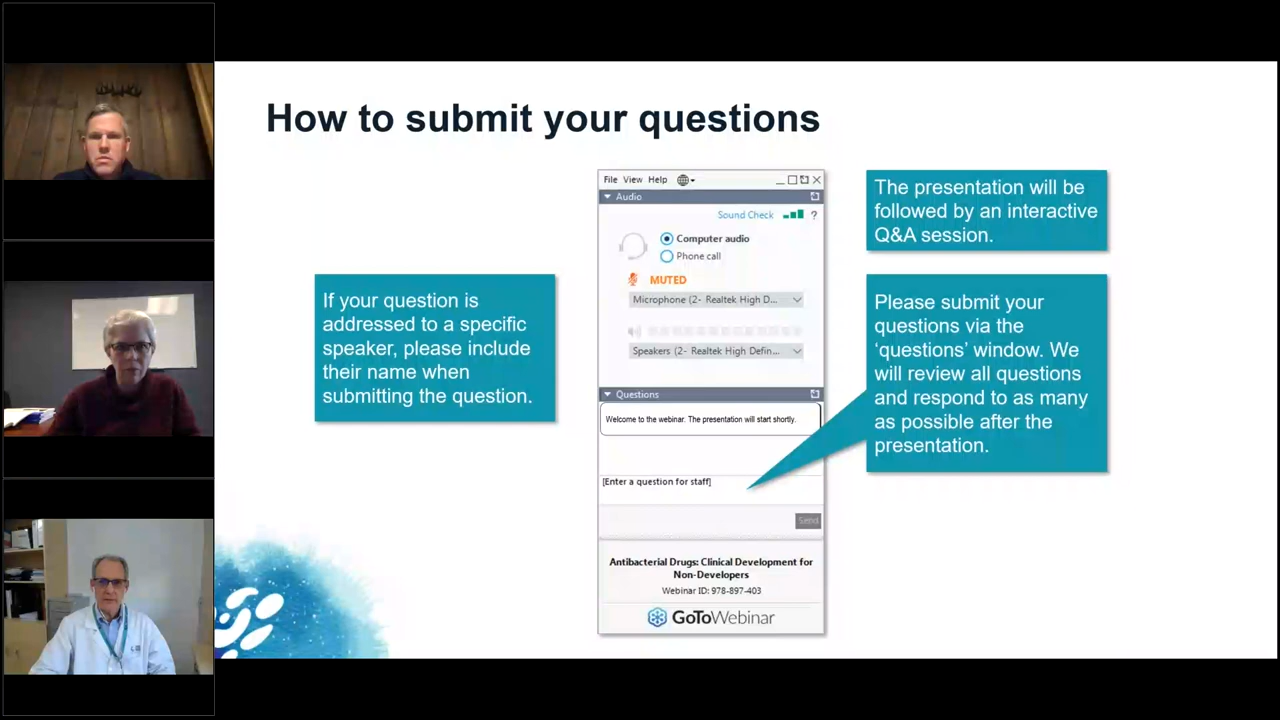 How to submit your questions
If your question is
addressed to a specific
speaker, please include
their name when
submitting the question.
File View Help
Audio
Sound Check ?
Computer audio
Phone call
MUTED
Microphone (2- Realtek High D...
Speakers (2- Realtek High Defin...
Questions
Welcome to the webinar. The presentation will start shortly.
[Enter a question for staff]
Send
Antibacterial Drugs: Clinical Development for
Non-Developers
Webinar ID: 978-897-403
GoToWebinar
The presentation will be
followed by an interactive
Q&A session.
Please submit your
questions via the
‘questions’ window. We
will review all questions
and respond to as many
as possible after the
presentation.